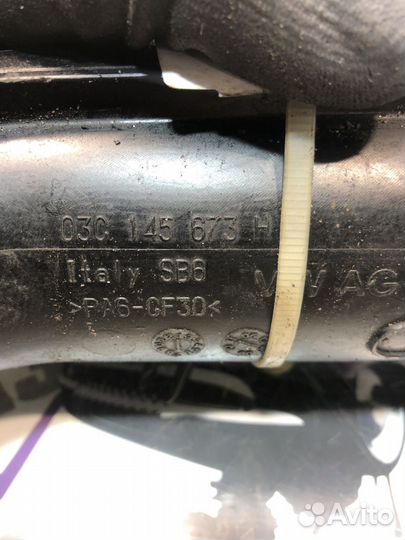 03C 145 673 H
Italy SB6
VW AG
>PA6-GF30<
Avito